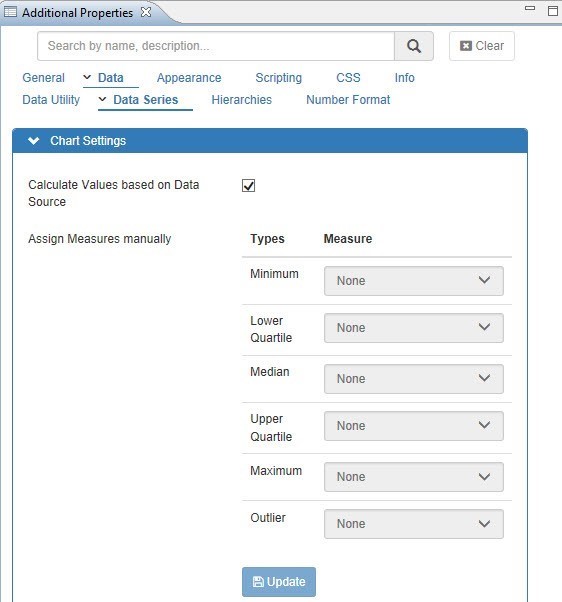 Additional Properties
Search by name, description...
Clear
General Data Appearance Scripting CSS Info
Data Utility Data Series Hierarchies Number Format
Chart Settings
Calculate Values based on Data
Source
Assign Measures manually
Types Measure
Minimum None
Lower
Quartile
None
Median None
Upper
Quartile
None
Maximum None
Outlier None
Update